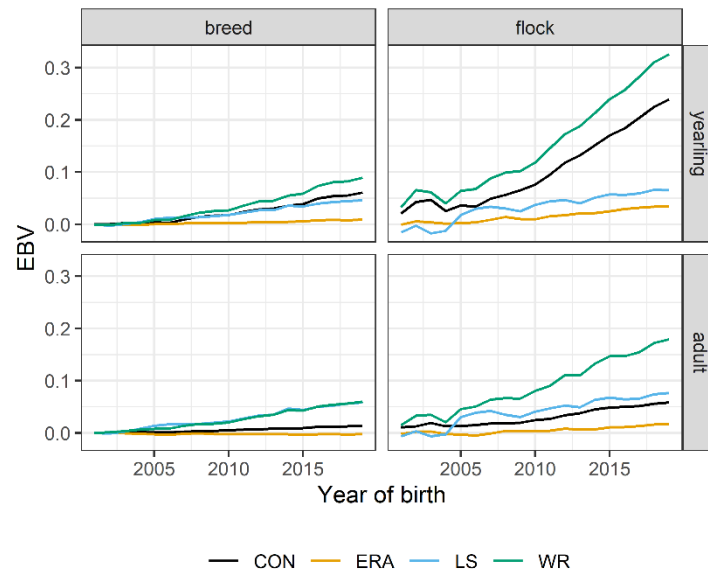 breed
flock
0.3
0.2
0.1
0.0
yearling
EBV
0.3
0.2
0.1
0.0
adult
2005 2010 2015
2005 2010 2015
Year of birth
CON ERA LS WR